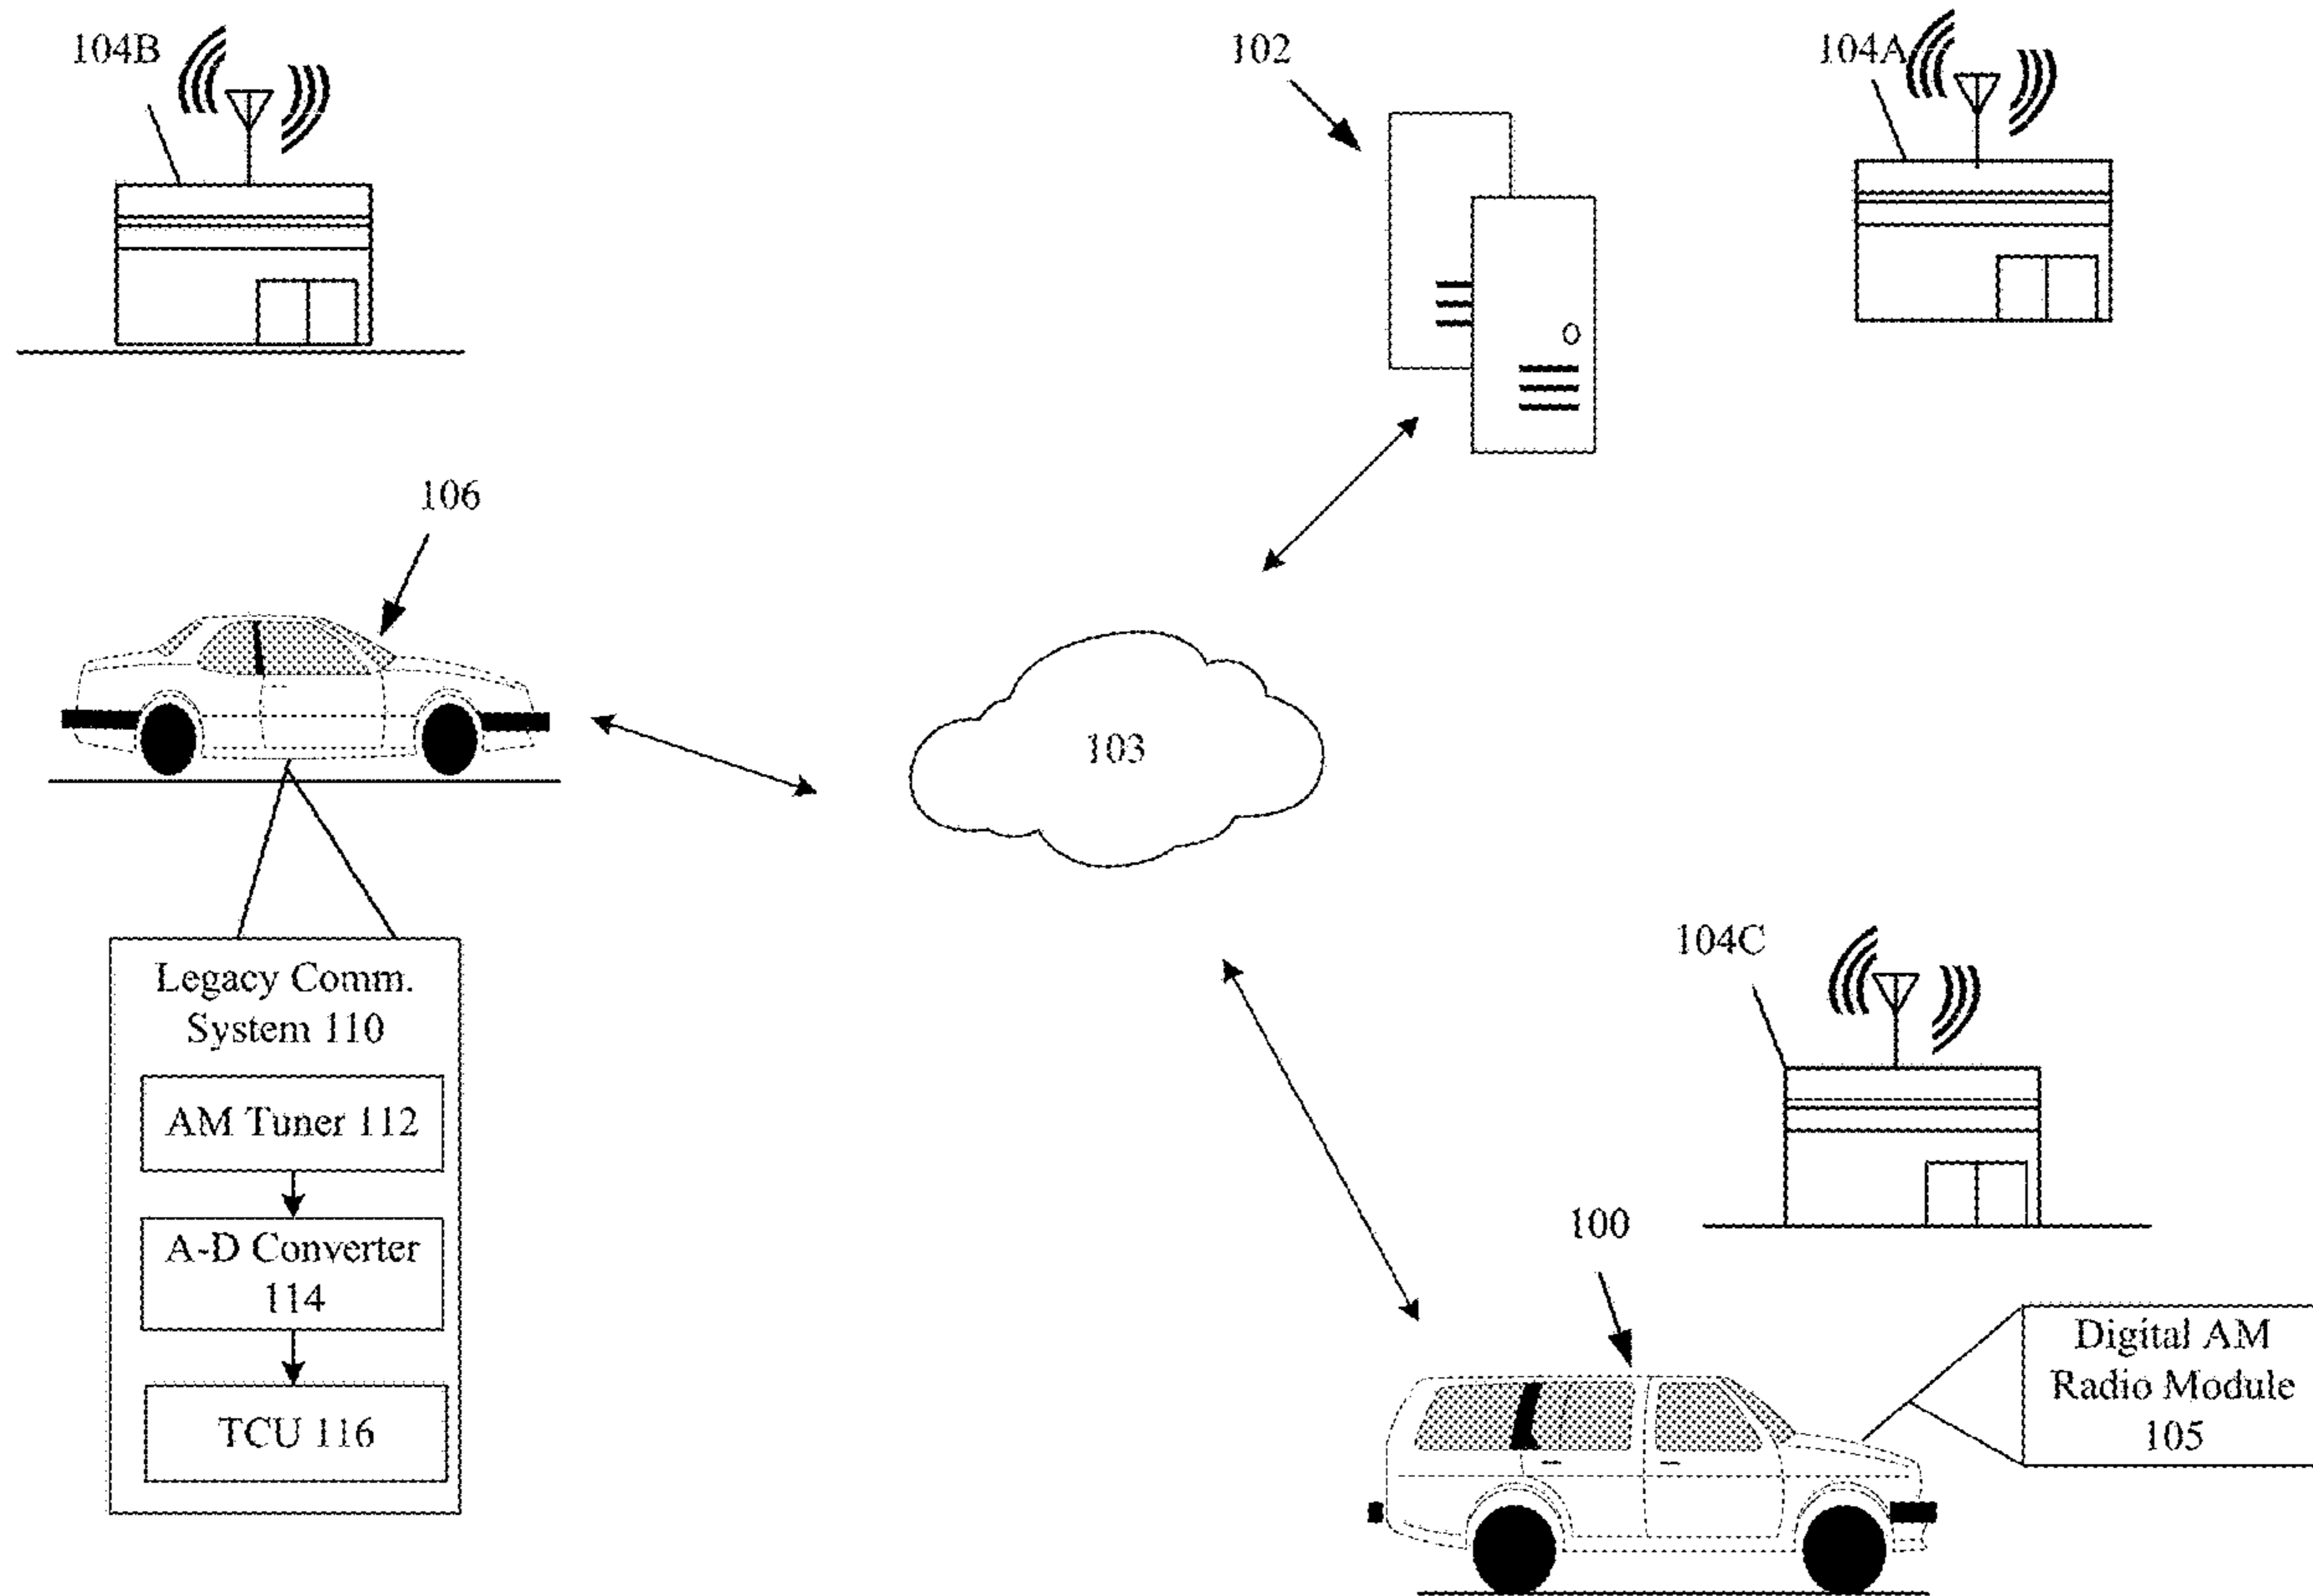 104B
102
104A
106
103
Legacy Comm.
System 110
AM Tuner 112
A-D Converter
114
TCU 116
104C
100
Digital AM
Radio Module
105